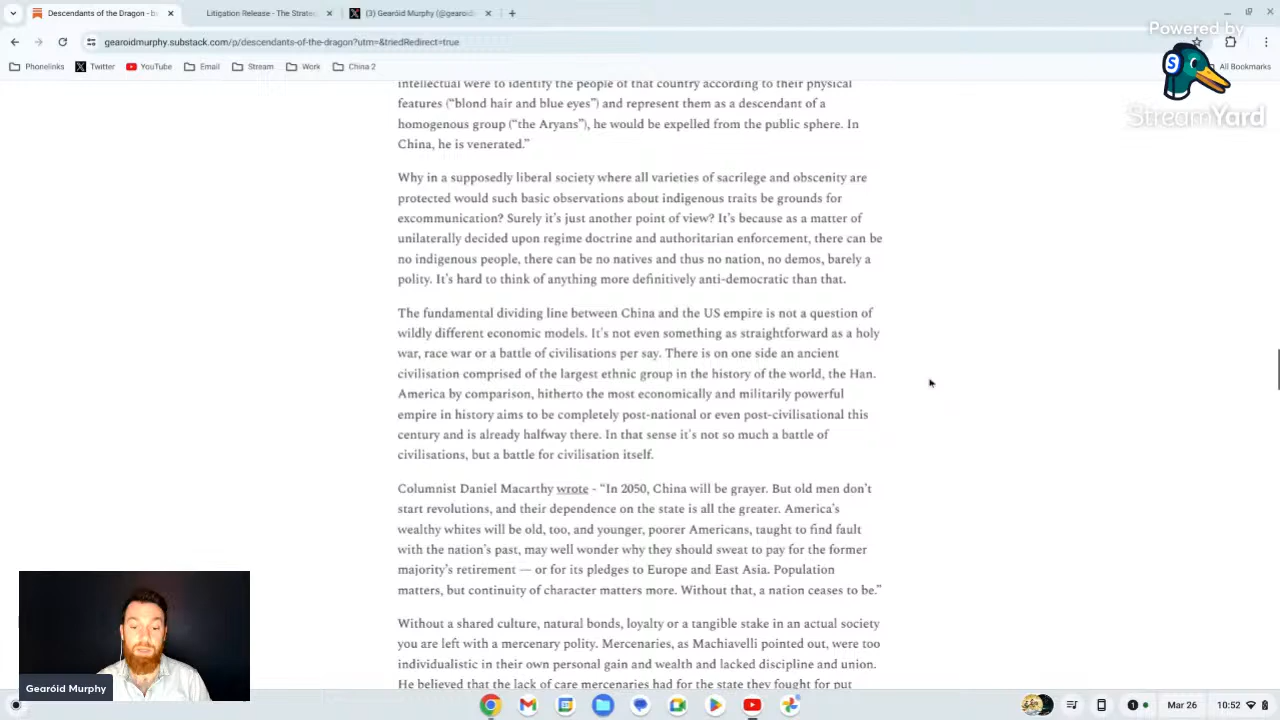 Descendants of the Dragon - b
Litigation Release - The Strate
(3) Gearóid Murphy (@gearoi
gearoidmurphy.substack.com/p/descendants-of-the-dragon?utm=&triedRedirect=true
Phonelinks
Twitter
YouTube
Email
Stream
Work
China 2
All Bookmarks
Powered by
StreamYard
intellectual were to identify the people of that country according to their physical
features (“blond hair and blue eyes”) and represent them as a descendant of a
homogenous group (“the Aryans”), he would be expelled from the public sphere. In
China, he is venerated.”
Why in a supposedly liberal society where all varieties of sacrilege and obscenity are
protected would such basic observations about indigenous traits be grounds for
excommunication? Surely it’s just another point of view? It’s because as a matter of
unilaterally decided upon regime doctrine and authoritarian enforcement, there can be
no indigenous people, there can be no natives and thus no nation, no demos, barely a
polity. It’s hard to think of anything more definitively anti-democratic than that.
The fundamental dividing line between China and the US empire is not a question of
wildly different economic models. It’s not even something as straightforward as a holy
war, race war or a battle of civilisations per say. There is on one side an ancient
civilisation comprised of the largest ethnic group in the history of the world, the Han.
America by comparison, hitherto the most economically and militarily powerful
empire in history aims to be completely post-national or even post-civilisational this
century and is already halfway there. In that sense it’s not so much a battle of
civilisations, but a battle for civilisation itself.
Columnist Daniel Macarthy wrote - “In 2050, China will be grayer. But old men don’t
start revolutions, and their dependence on the state is all the greater. America’s
wealthy whites will be old, too, and younger, poorer Americans, taught to find fault
with the nation’s past, may well wonder why they should sweat to pay for the former
majority’s retirement — or for its pledges to Europe and East Asia. Population
matters, but continuity of character matters more. Without that, a nation ceases to be.”
Without a shared culture, natural bonds, loyalty or a tangible stake in an actual society
you are left with a mercenary polity. Mercenaries, as Machiavelli pointed out, were too
individualistic in their own personal gain and wealth and lacked discipline and union.
He believed that the lack of care mercenaries had for the state they fought for put
Gearóid Murphy
Mar 26
10:52